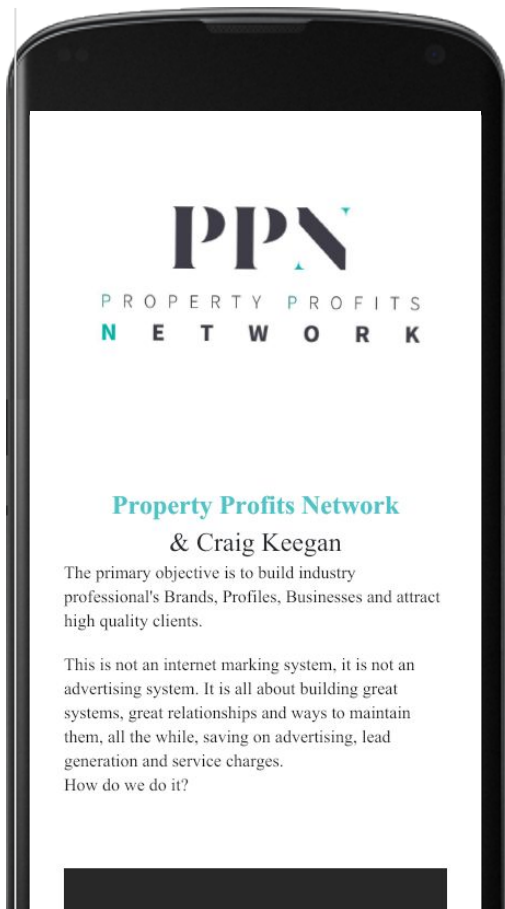 PPN
PROPERTY PROFITS
NETWORK
Property Profits Network
& Craig Keegan
The primary objective is to build industry
professional's Brands, Profiles, Businesses and attract
high quality clients.
This is not an internet marking system, it is not an
advertising system. It is all about building great
systems, great relationships and ways to maintain
them, all the while, saving on advertising, lead
generation and service charges.
How do we do it?